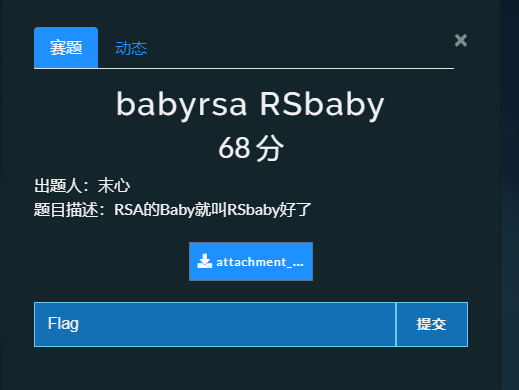 赛题 动态 ×
babyrsa RSbaby
68 分
出题人：末心
题目描述：RSA的Baby就叫RSbaby好了
attachment_...
Flag 提交